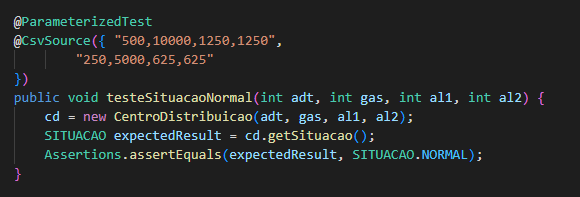 @ParameterizedTest
@CsvSource({ "500,10000,1250,1250",
        "250,5000,625,625"
})
public void testeSituacaoNormal(int adt, int gas, int al1, int al2) {
    cd = new CentroDistribuicao(adt, gas, al1, al2);
    SITUACAO expectedResult = cd.getSituacao();
    Assertions.assertEquals(expectedResult, SITUACAO.NORMAL);
}